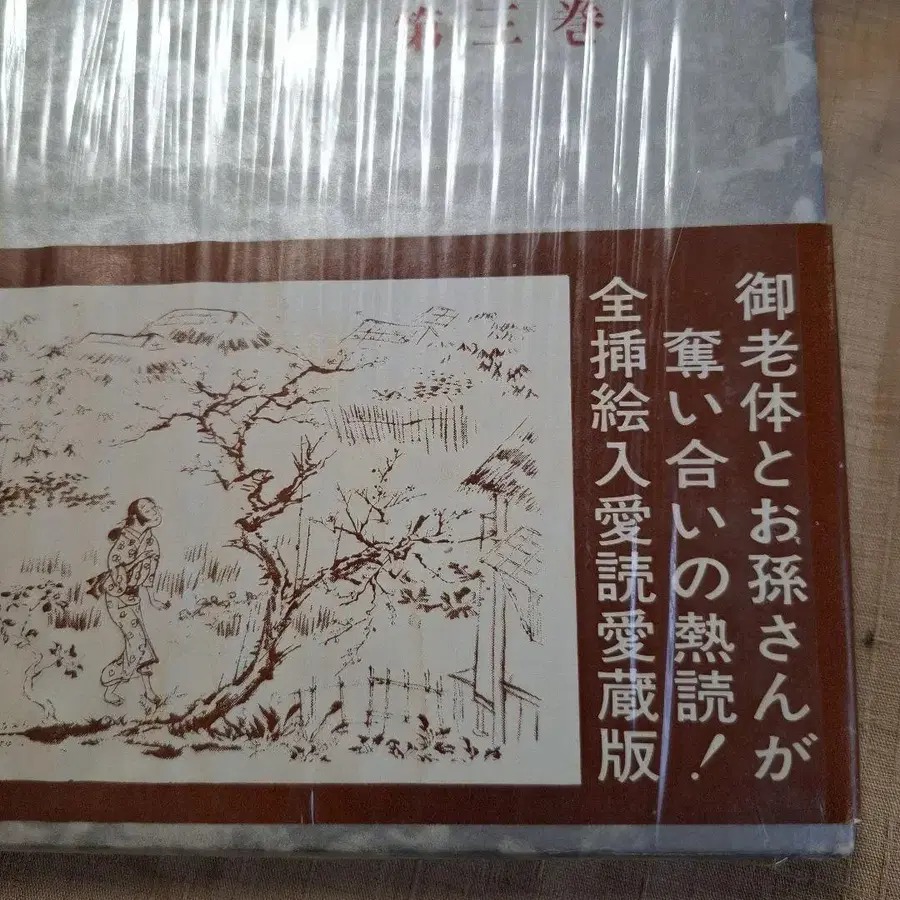 第三巻
御老体とお孫さんが
奪い合いの熱読！
全挿絵入愛読愛蔵版